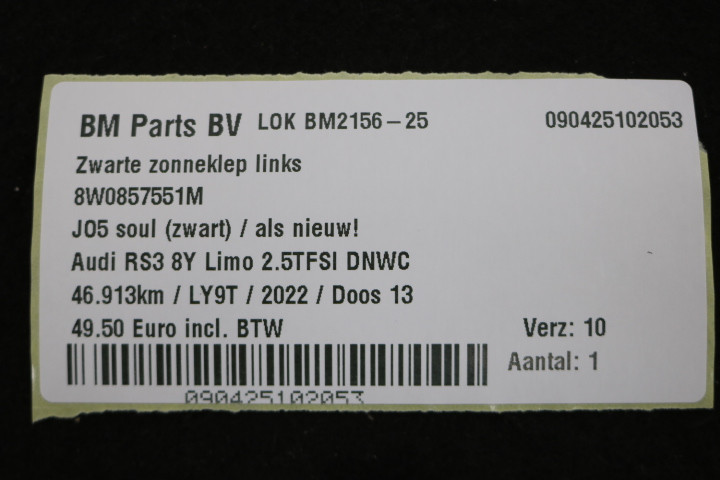 BM Parts BV LOK BM2156-25 090425102053
Zwarte zonneklep links
8W0857551M
J05 soul (zwart) / als nieuw!
Audi RS3 8Y Limo 2.5TFSI DNWC
46.913km / LY9T / 2022 / Doos 13
49.50 Euro incl. BTW Verz: 10
Aantal: 1
090425102053